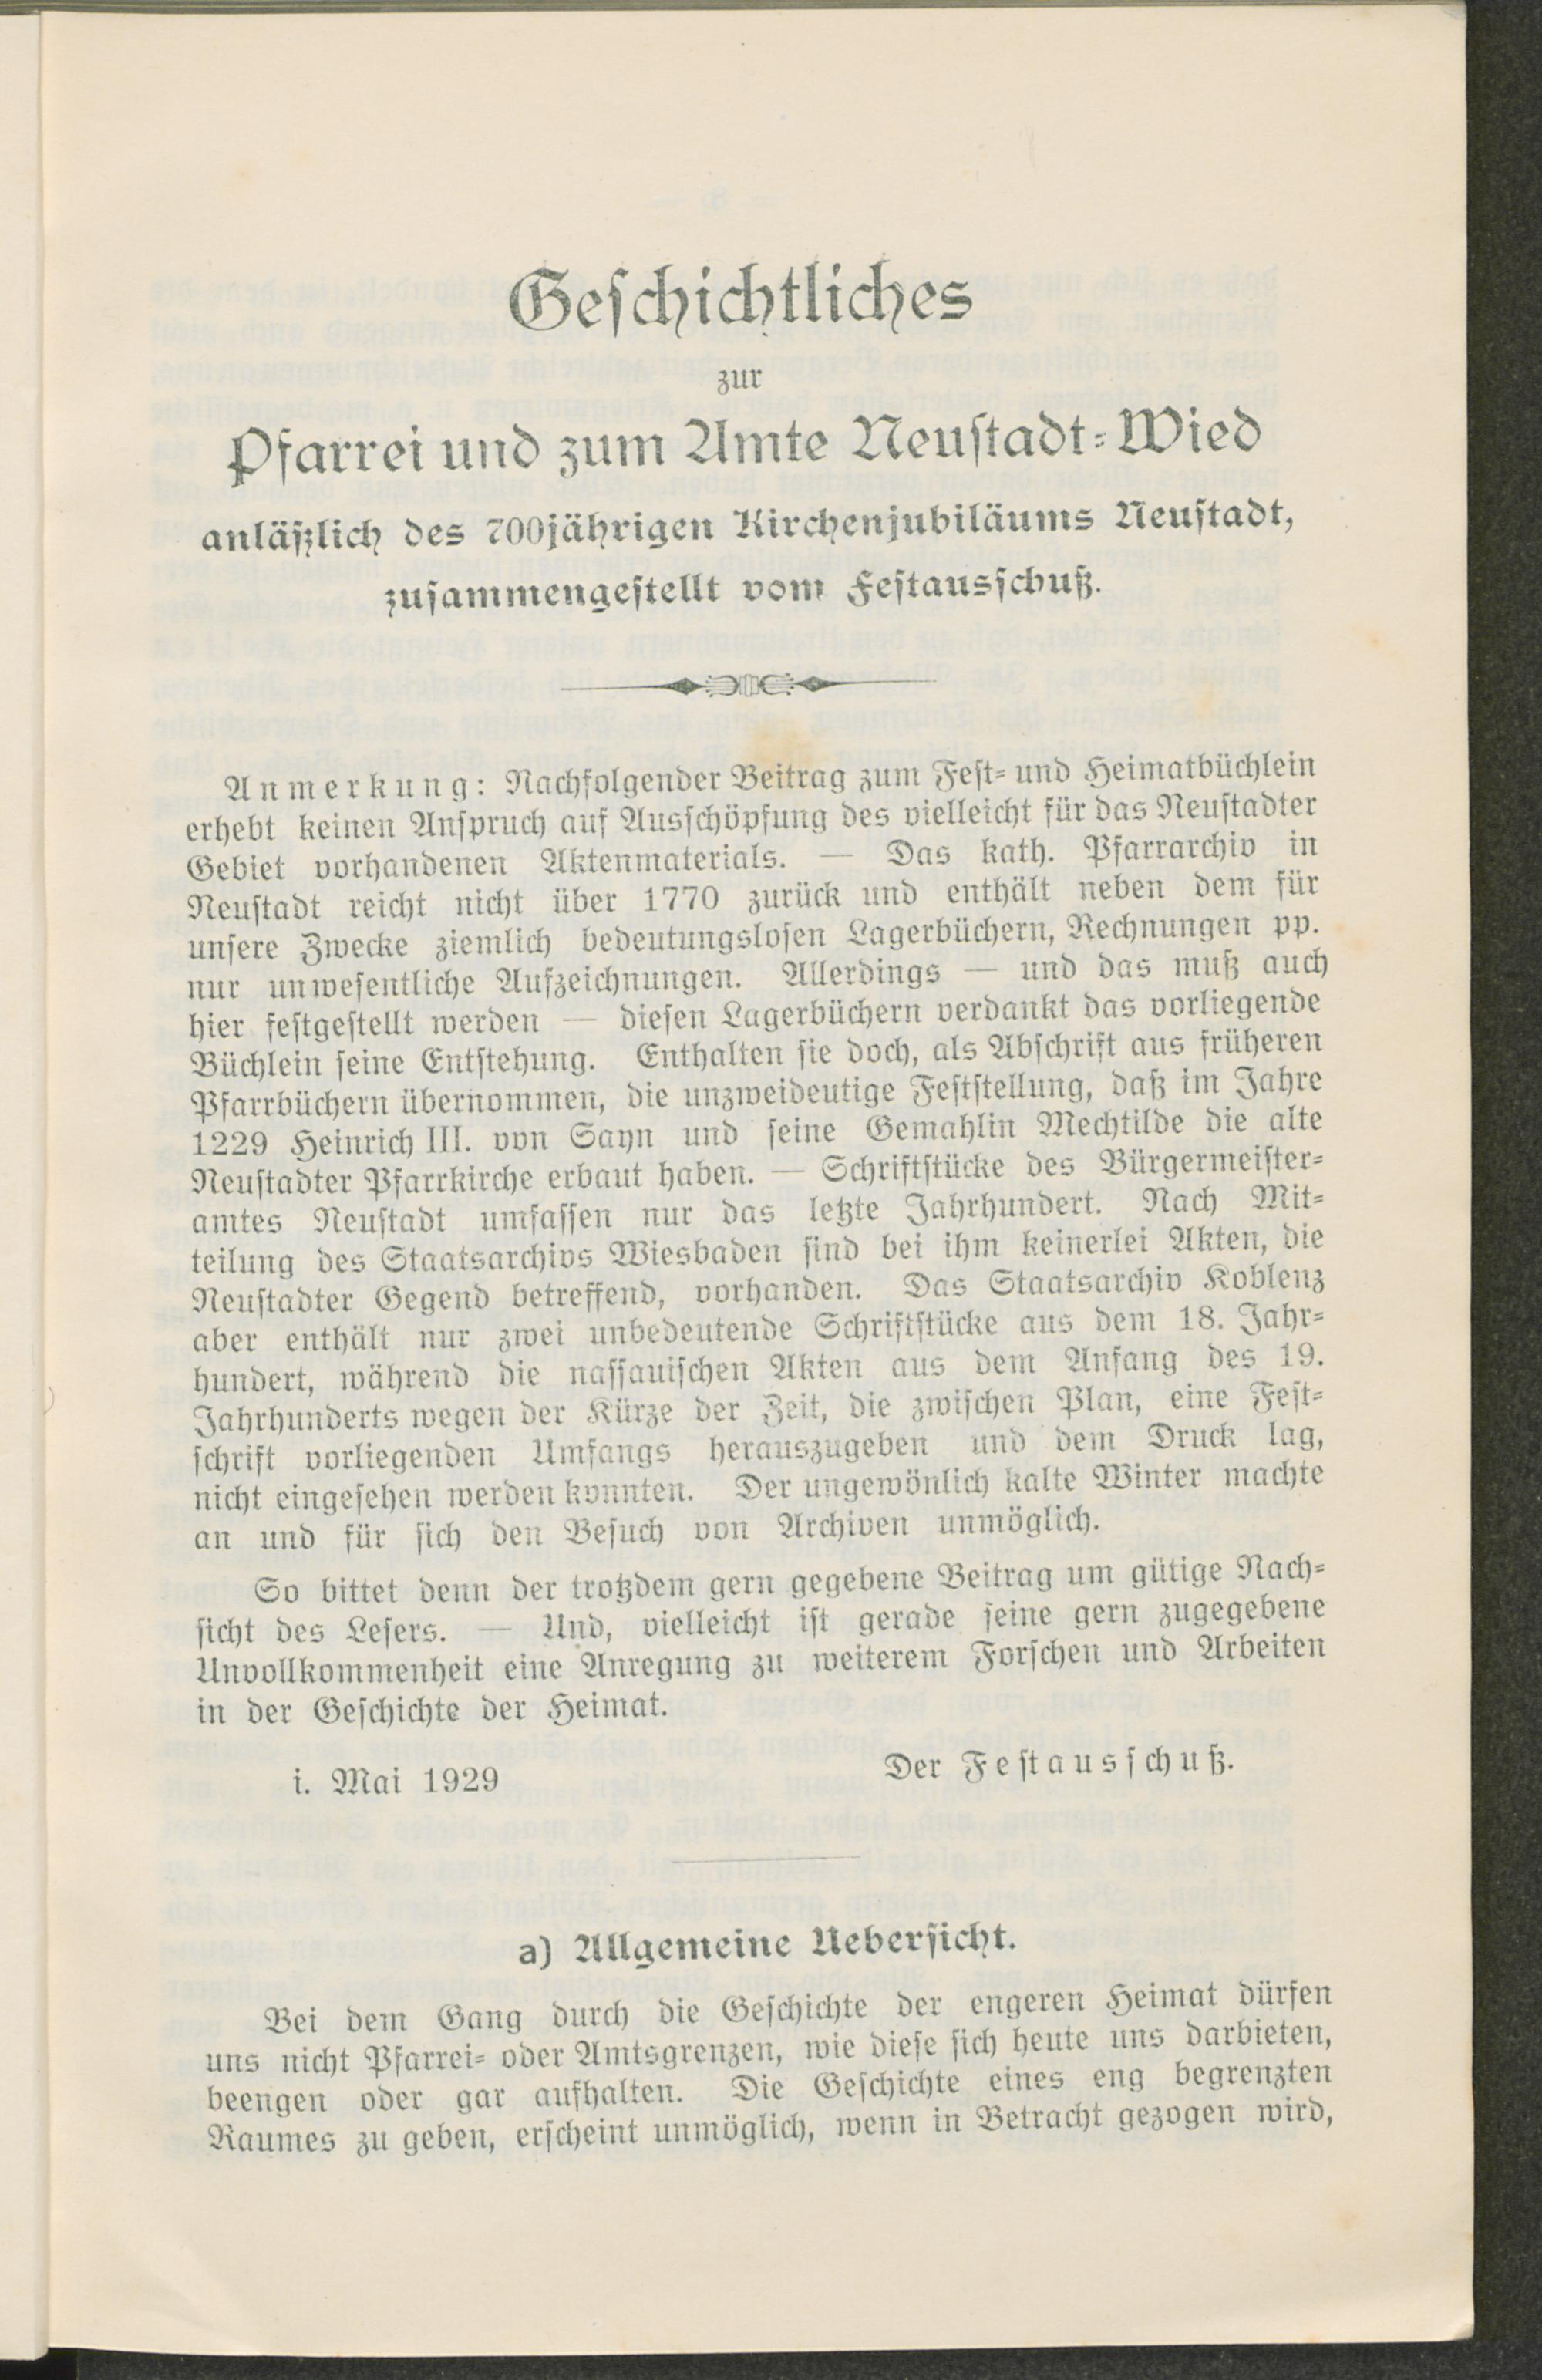 Geschichtliches
zur
Pfarrei und zum Amte Neustadt-Wied
anläßlich des 700jährigen Kirchenjubiläums Neustadt,
zusammengestellt vom Festausschuß.
Anmerkung: Nachfolgender Beitrag zum Fest- und Heimatbüchlein
erhebt keinen Anspruch auf Ausschöpfung des vielleicht für das Neustadter
Gebiet vorhandenen Aktenmaterials. — Das kath. Pfarrarchiv in
Neustadt reicht nicht über 1770 zurück und enthält neben dem für
unsere Zwecke ziemlich bedeutungslosen Lagerbüchern, Rechnungen pp.
nur unwesentliche Aufzeichnungen. Allerdings — und das muß auch
hier festgestellt werden — diesen Lagerbüchern verdankt das vorliegende
Büchlein seine Entstehung. Enthalten sie doch, als Abschrift aus früheren
Pfarrbüchern übernommen, die unzweideutige Feststellung, daß im Jahre
1229 Heinrich III. von Sayn und seine Gemahlin Mechtilde die alte
Neustadter Pfarrkirche erbaut haben. — Schriftstücke des Bürgermeister-
amtes Neustadt umfassen nur das letzte Jahrhundert. Nach Mit-
teilung des Staatsarchivs Wiesbaden sind bei ihm keinerlei Akten, die
Neustadter Gegend betreffend, vorhanden. Das Staatsarchiv Koblenz
aber enthält nur zwei unbedeutende Schriftstücke aus dem 18. Jahr-
hundert, während die nassauischen Akten aus dem Anfang des 19.
Jahrhunderts wegen der Kürze der Zeit, die zwischen Plan, eine Fest-
schrift vorliegenden Umfangs herauszugeben und dem Druck lag,
nicht eingesehen werden konnten. Der ungewönlich kalte Winter machte
an und für sich den Besuch von Archiven unmöglich.
So bittet denn der trotzdem gern gegebene Beitrag um gütige Nach-
sicht des Lesers. — Und, vielleicht ist gerade seine gern zugegebene
Unvollkommenheit eine Anregung zu weiterem Forschen und Arbeiten
in der Geschichte der Heimat.
i. Mai 1929 Der Festausschuß.
a) Allgemeine Uebersicht.
Bei dem Gang durch die Geschichte der engeren Heimat dürfen
uns nicht Pfarrei- oder Amtsgrenzen, wie diese sich heute uns darbieten,
beengen oder gar aufhalten. Die Geschichte eines eng begrenzten
Raumes zu geben, erscheint unmöglich, wenn in Betracht gezogen wird,